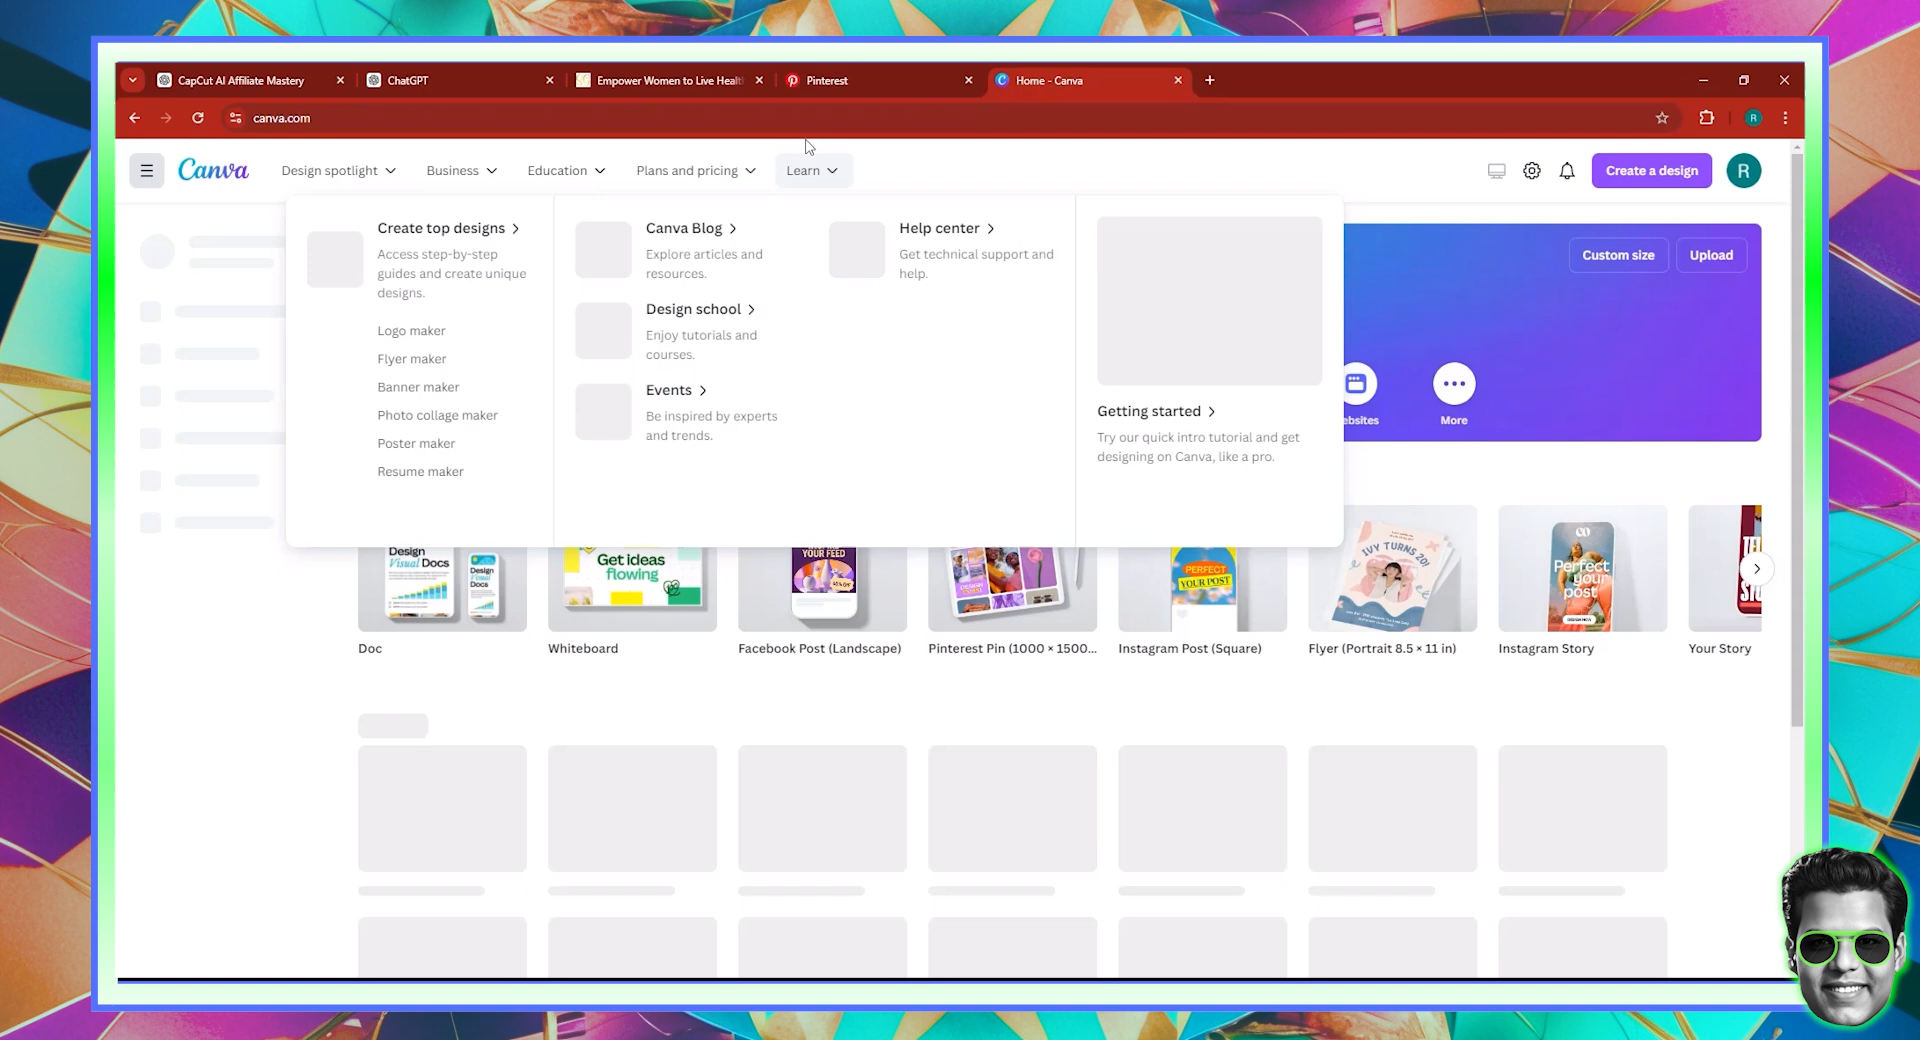 CapCut AI Affiliate Mastery
ChatGPT
Empower Women to Live Healt
Pinterest
Home - Canva
canva.com
R
Canva
Design spotlight
Business
Education
Plans and pricing
Learn
Create a design
R
Create top designs
Access step-by-step
guides and create unique
designs.
Logo maker
Flyer maker
Banner maker
Photo collage maker
Poster maker
Resume maker
Canva Blog
Explore articles and
resources.
Design school
Enjoy tutorials and
courses.
Events
Be inspired by experts
and trends.
Help center
Get technical support and
help.
Getting started
Try our quick intro tutorial and get
designing on Canva, like a pro.
Custom size
Upload
ebsites
More
Design
Visual Docs
Design
Visual
Docs
Get ideas
flowing
YOUR FEED
PERFECT
YOUR POST
IVY TURNS 20!
Perfect
your
post
Doc
Whiteboard
Facebook Post (Landscape)
Pinterest Pin (1000 × 1500...
Instagram Post (Square)
Flyer (Portrait 8.5 × 11 in)
Instagram Story
Your Story